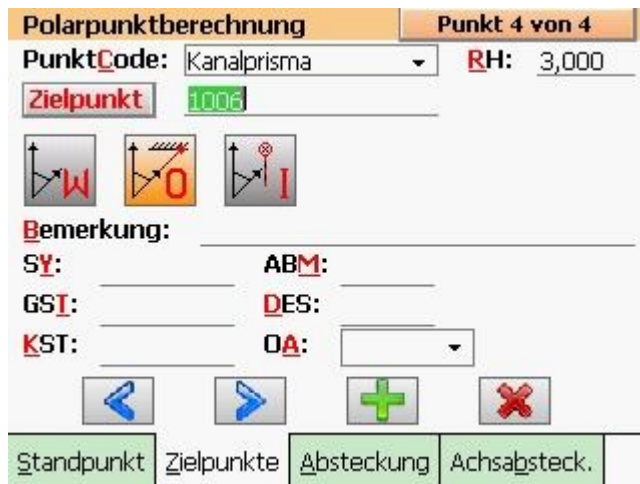 Polarpunktberechnung Punkt 4 von 4
PunktCode: Kanalprisma RH: 3,000
Zielpunkt 1006
W O I
Bemerkung:
SY: ABM:
GST: DES:
KST: OA:
Standpunkt Zielpunkte Absteckung Achsabsteck.